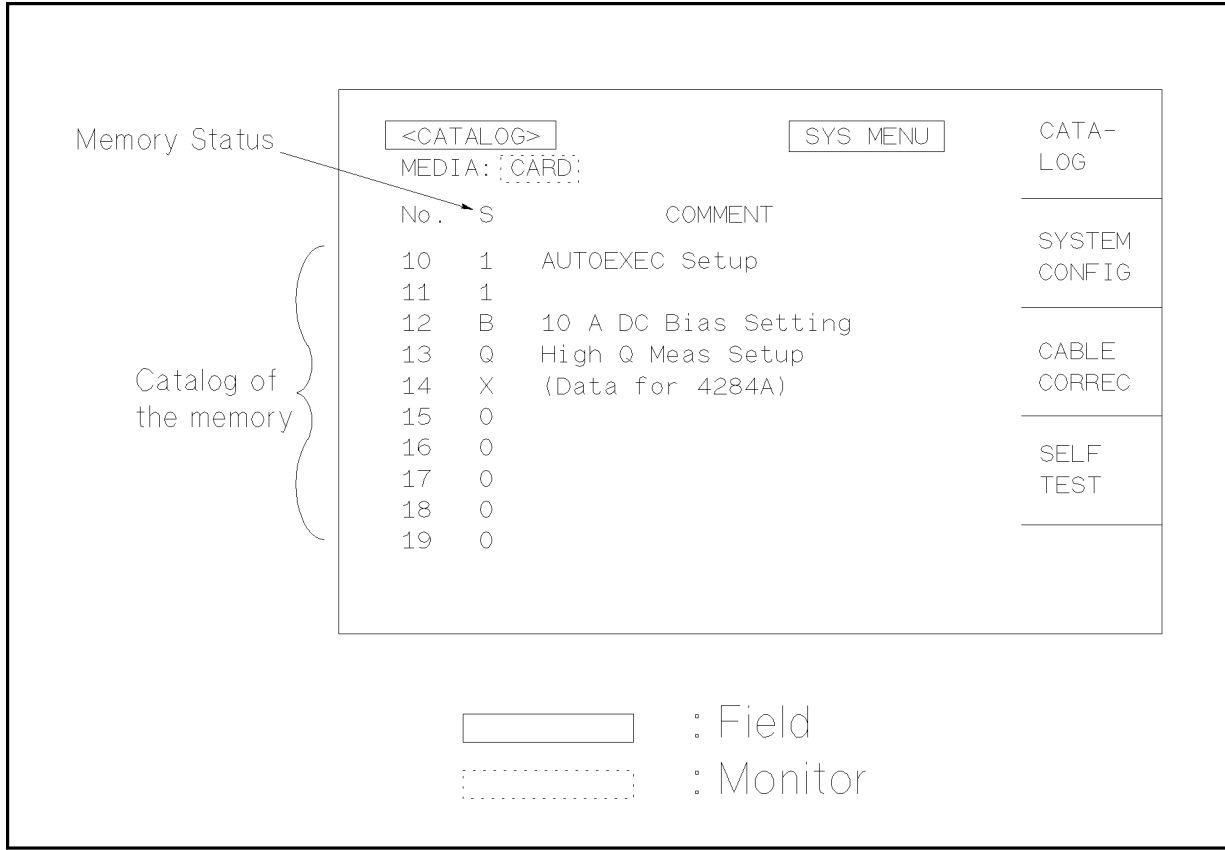 Memory Status
<CATALOG>
SYS MENU
MEDIA: CARD
No. S COMMENT
10 1 AUTOEXEC Setup
11 1
12 B 10 A DC Bias Setting
13 Q High Q Meas Setup
14 X (Data for 4284A)
15 0
16 0
17 0
18 0
19 0
Catalog of
the memory
CATA-
LOG
SYSTEM
CONFIG
CABLE
CORREC
SELF
TEST
: Field
: Monitor